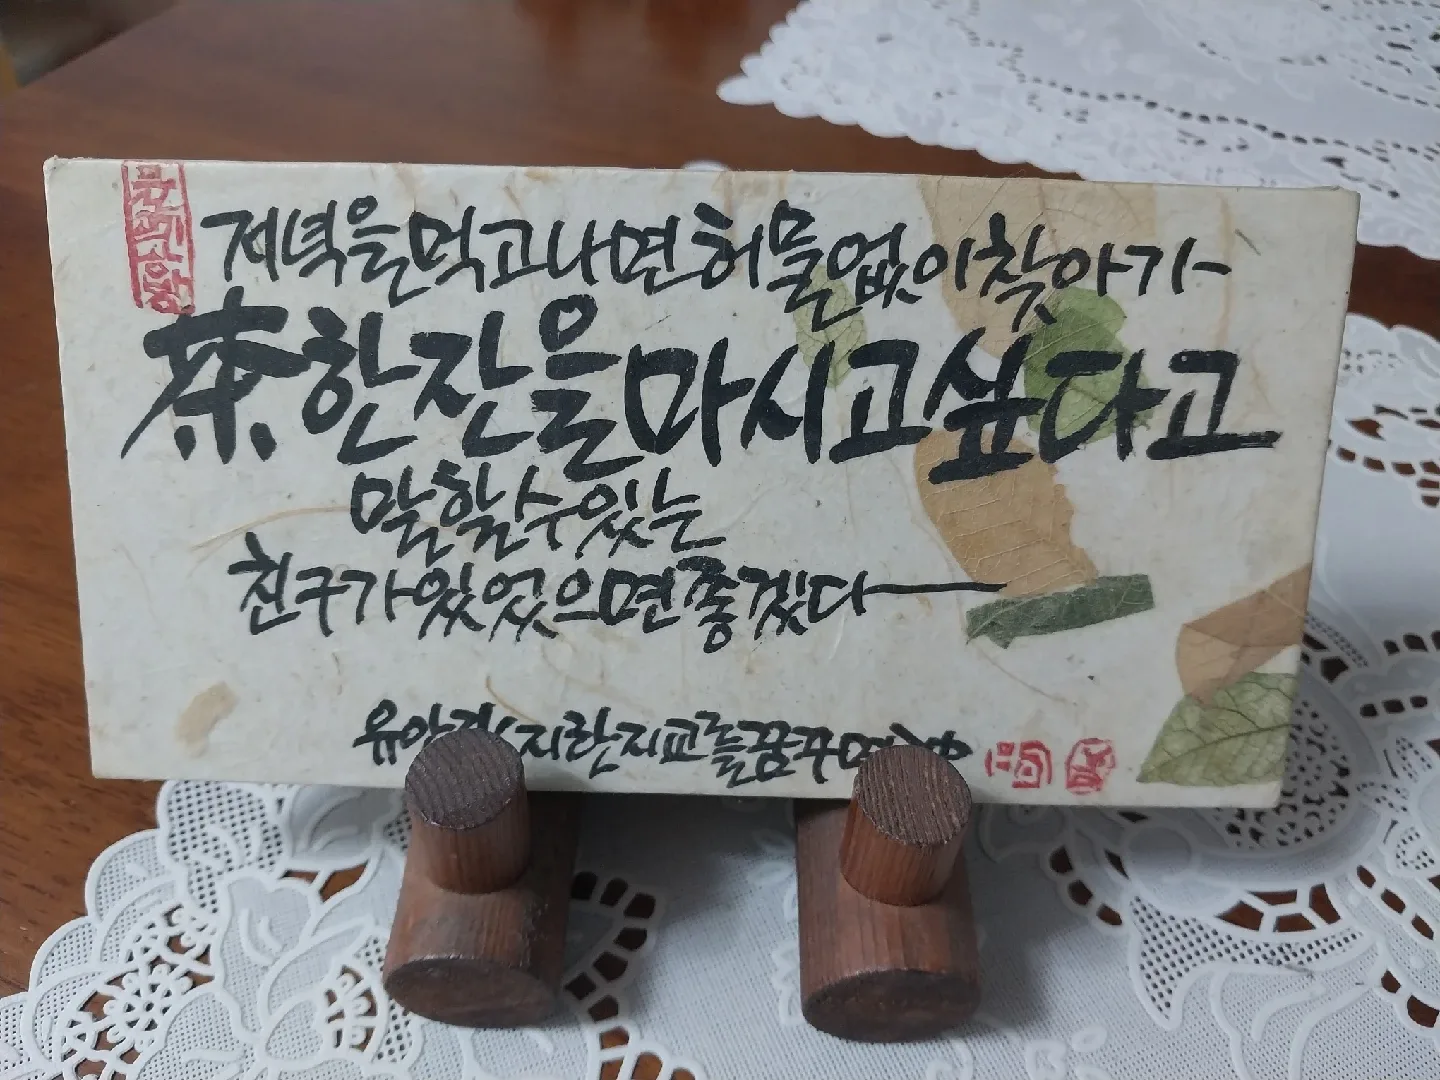 저녁을먹고나면허물없이찾아가
茶한잔을마시고싶다고
말할수있는
친구가있었으면좋겠다
유안진 지란지교를꿈꾸며